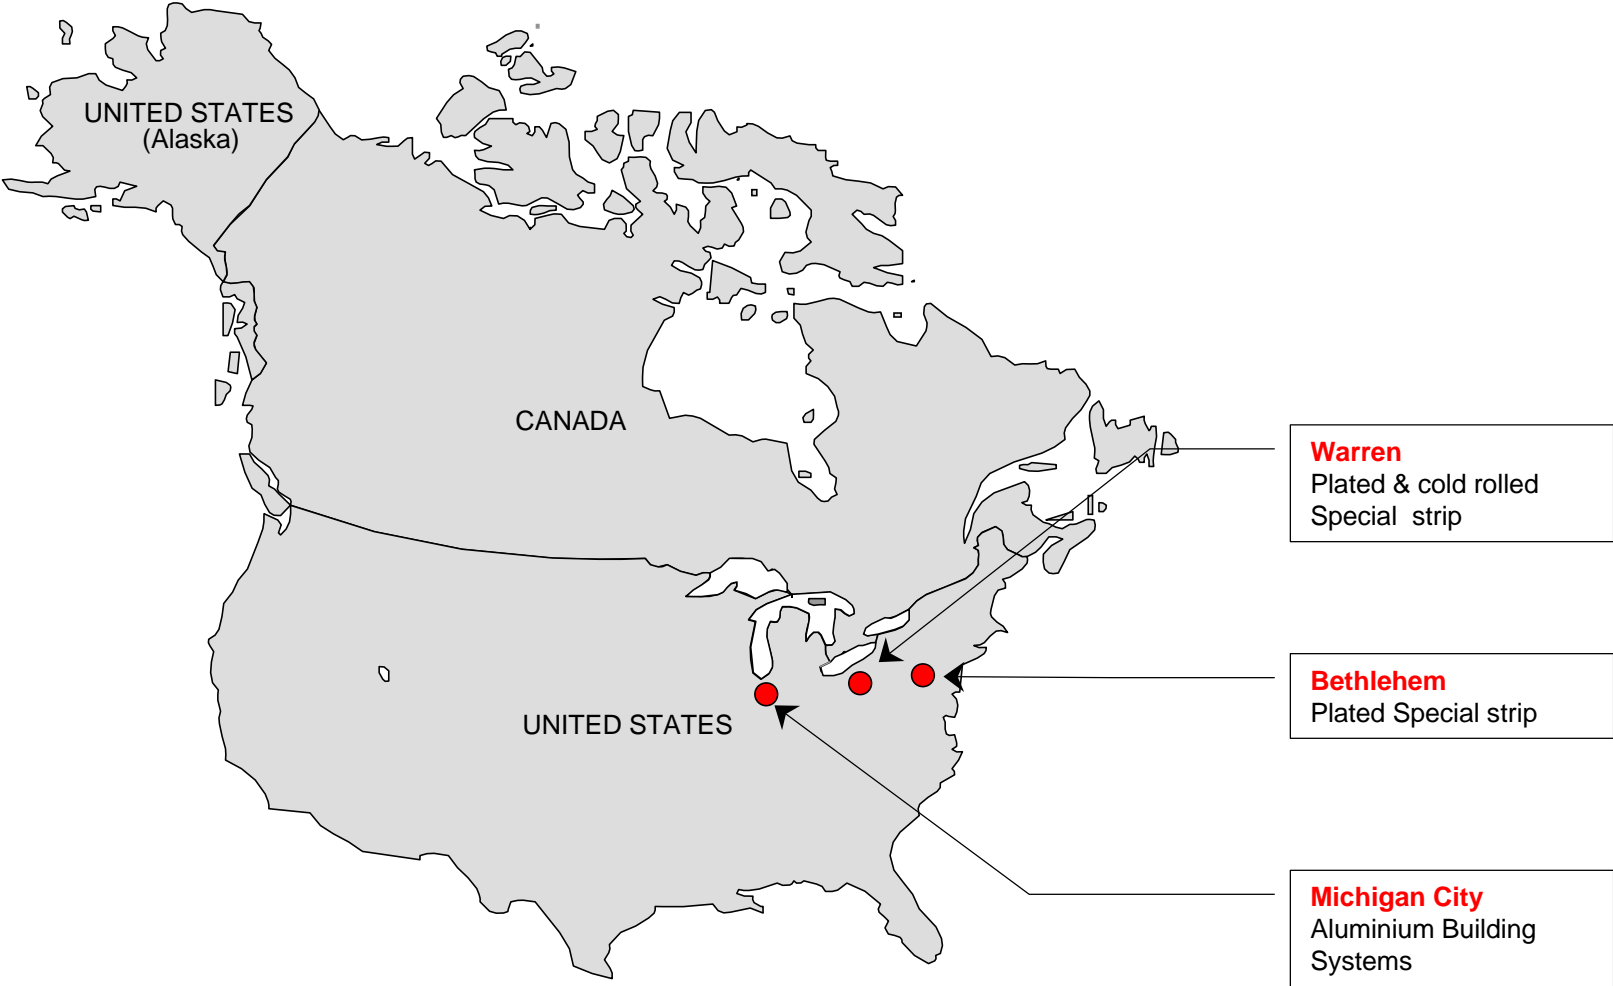 UNITED STATES
(Alaska)
CANADA
UNITED STATES
Warren
Plated & cold rolled
Special strip
Bethlehem
Plated Special strip
Michigan City
Aluminium Building
Systems